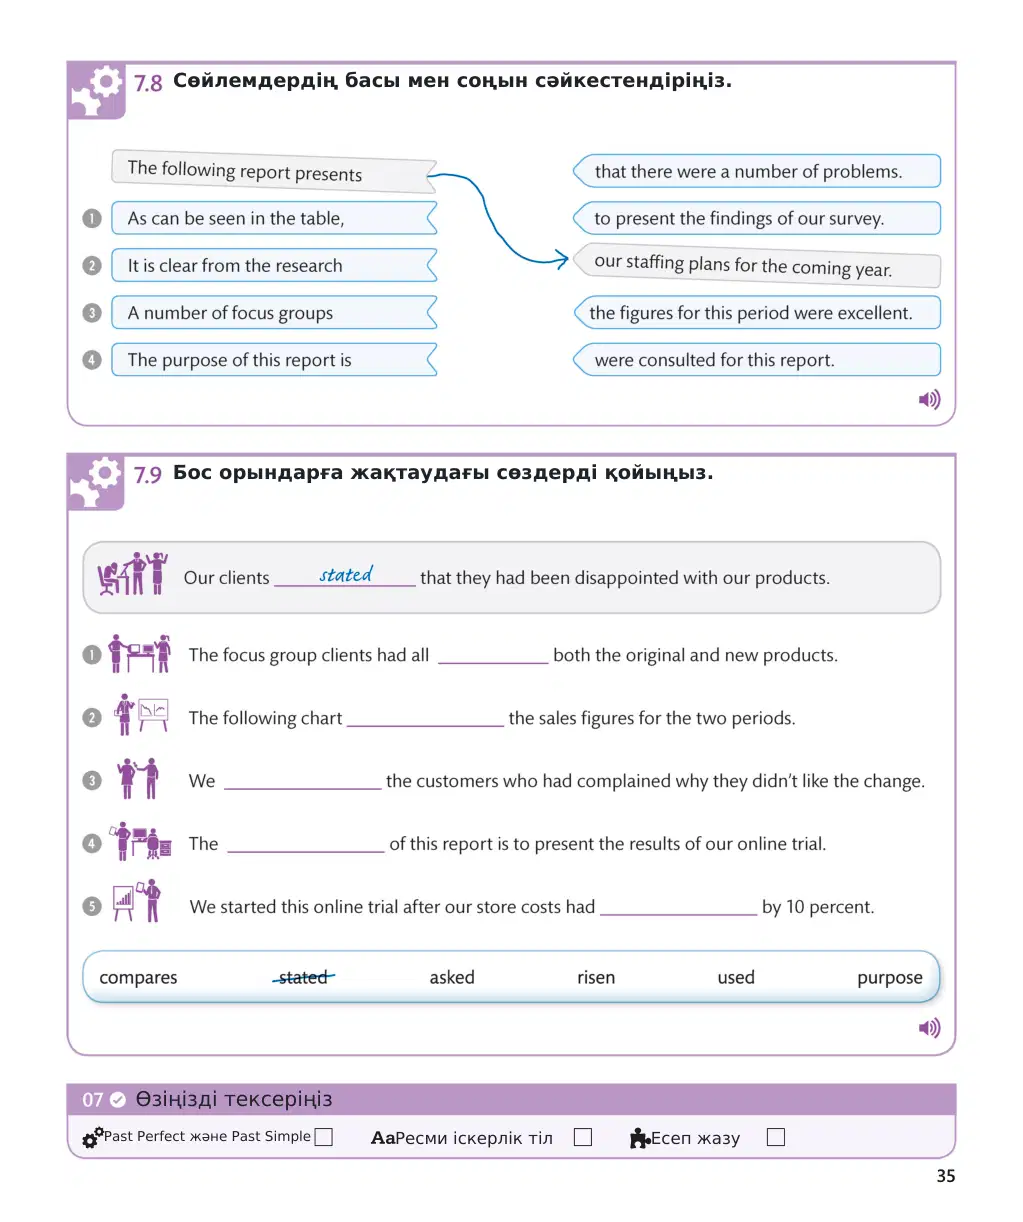 7.8 Сөйлемдердің басы мен соңын сәйкестендіріңіз.
The following report presents
that there were a number of problems.
1 As can be seen in the table,
to present the findings of our survey.
2 It is clear from the research
our staffing plans for the coming year.
3 A number of focus groups
the figures for this period were excellent.
4 The purpose of this report is
were consulted for this report.
7.9 Бос орындарға жақтаудағы сөздерді қойыңыз.
Our clients stated that they had been disappointed with our products.
1 The focus group clients had all ___ both the original and new products.
2 The following chart ___ the sales figures for the two periods.
3 We ___ the customers who had complained why they didn't like the change.
4 The ___ of this report is to present the results of our online trial.
5 We started this online trial after our store costs had ___ by 10 percent.
compares stated asked risen used purpose
07 Өзіңізді тексеріңіз
Past Perfect және Past Simple Aa Ресми іскерлік тіл Есеп жазу
35